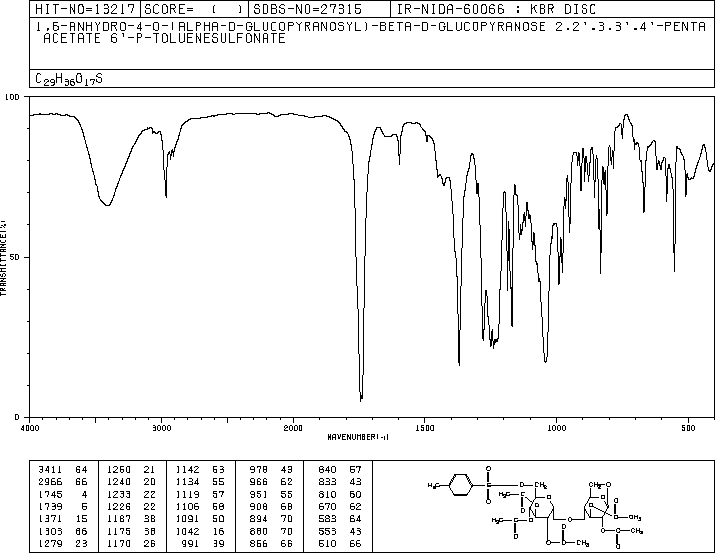 HIT-NO=13217 SCORE= ( ) SDBS-NO=27315 IR-NIDA-60066 : KBR DISC
1,6-ANHYDRO-4-O-(ALPHA-D-GLUCOPYRANOSYL)-BETA-D-GLUCOPYRANOSE 2,2',3,3',4'-PENTA
ACETATE 6'-P-TOLUENESULFONATE
C29H36O17S
100
50
0
TRANSMITTANCE(%)
4000 3000 2000 1500 1000 500
WAVENUMBER(-1)
3411 64 1260 21 1142 53 978 43 840 57
2966 66 1240 20 1134 55 966 62 833 43
1745 4 1233 22 1119 57 951 55 810 60
1739 5 1226 22 1106 58 908 68 670 62
1371 15 1187 38 1091 50 894 70 583 64
1303 66 1175 38 1042 16 880 70 553 43
1279 23 1170 26 991 39 866 66 510 66